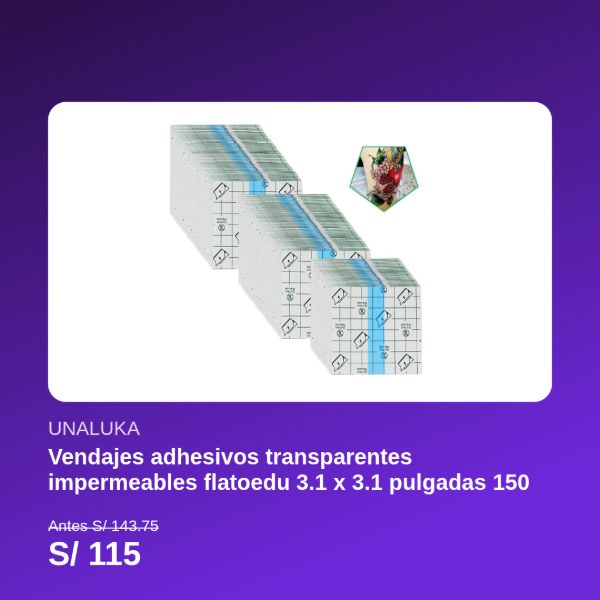 UNALUKA
Vendajes adhesivos transparentes
impermeables flatoedu 3.1 x 3.1 pulgadas 150
Antes S/ 143.75
S/ 115